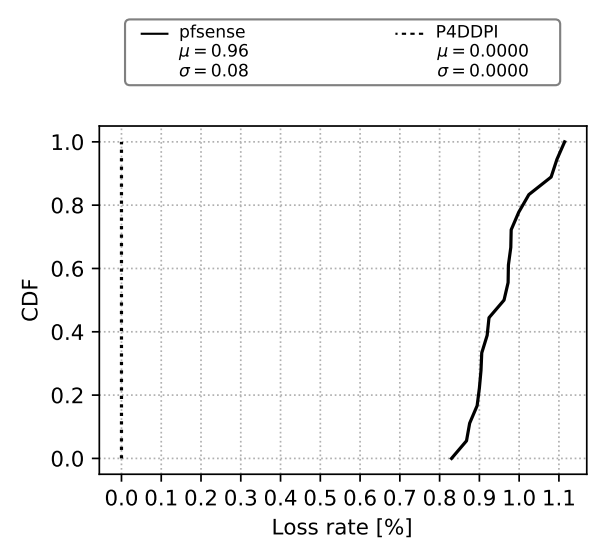 pfsense P4DDPI
μ = 0.96 μ = 0.0000
σ = 0.08 σ = 0.0000
1.0
0.8
0.6
0.4
0.2
0.0
CDF
0.0 0.1 0.2 0.3 0.4 0.5 0.6 0.7 0.8 0.9 1.0 1.1
Loss rate [%]